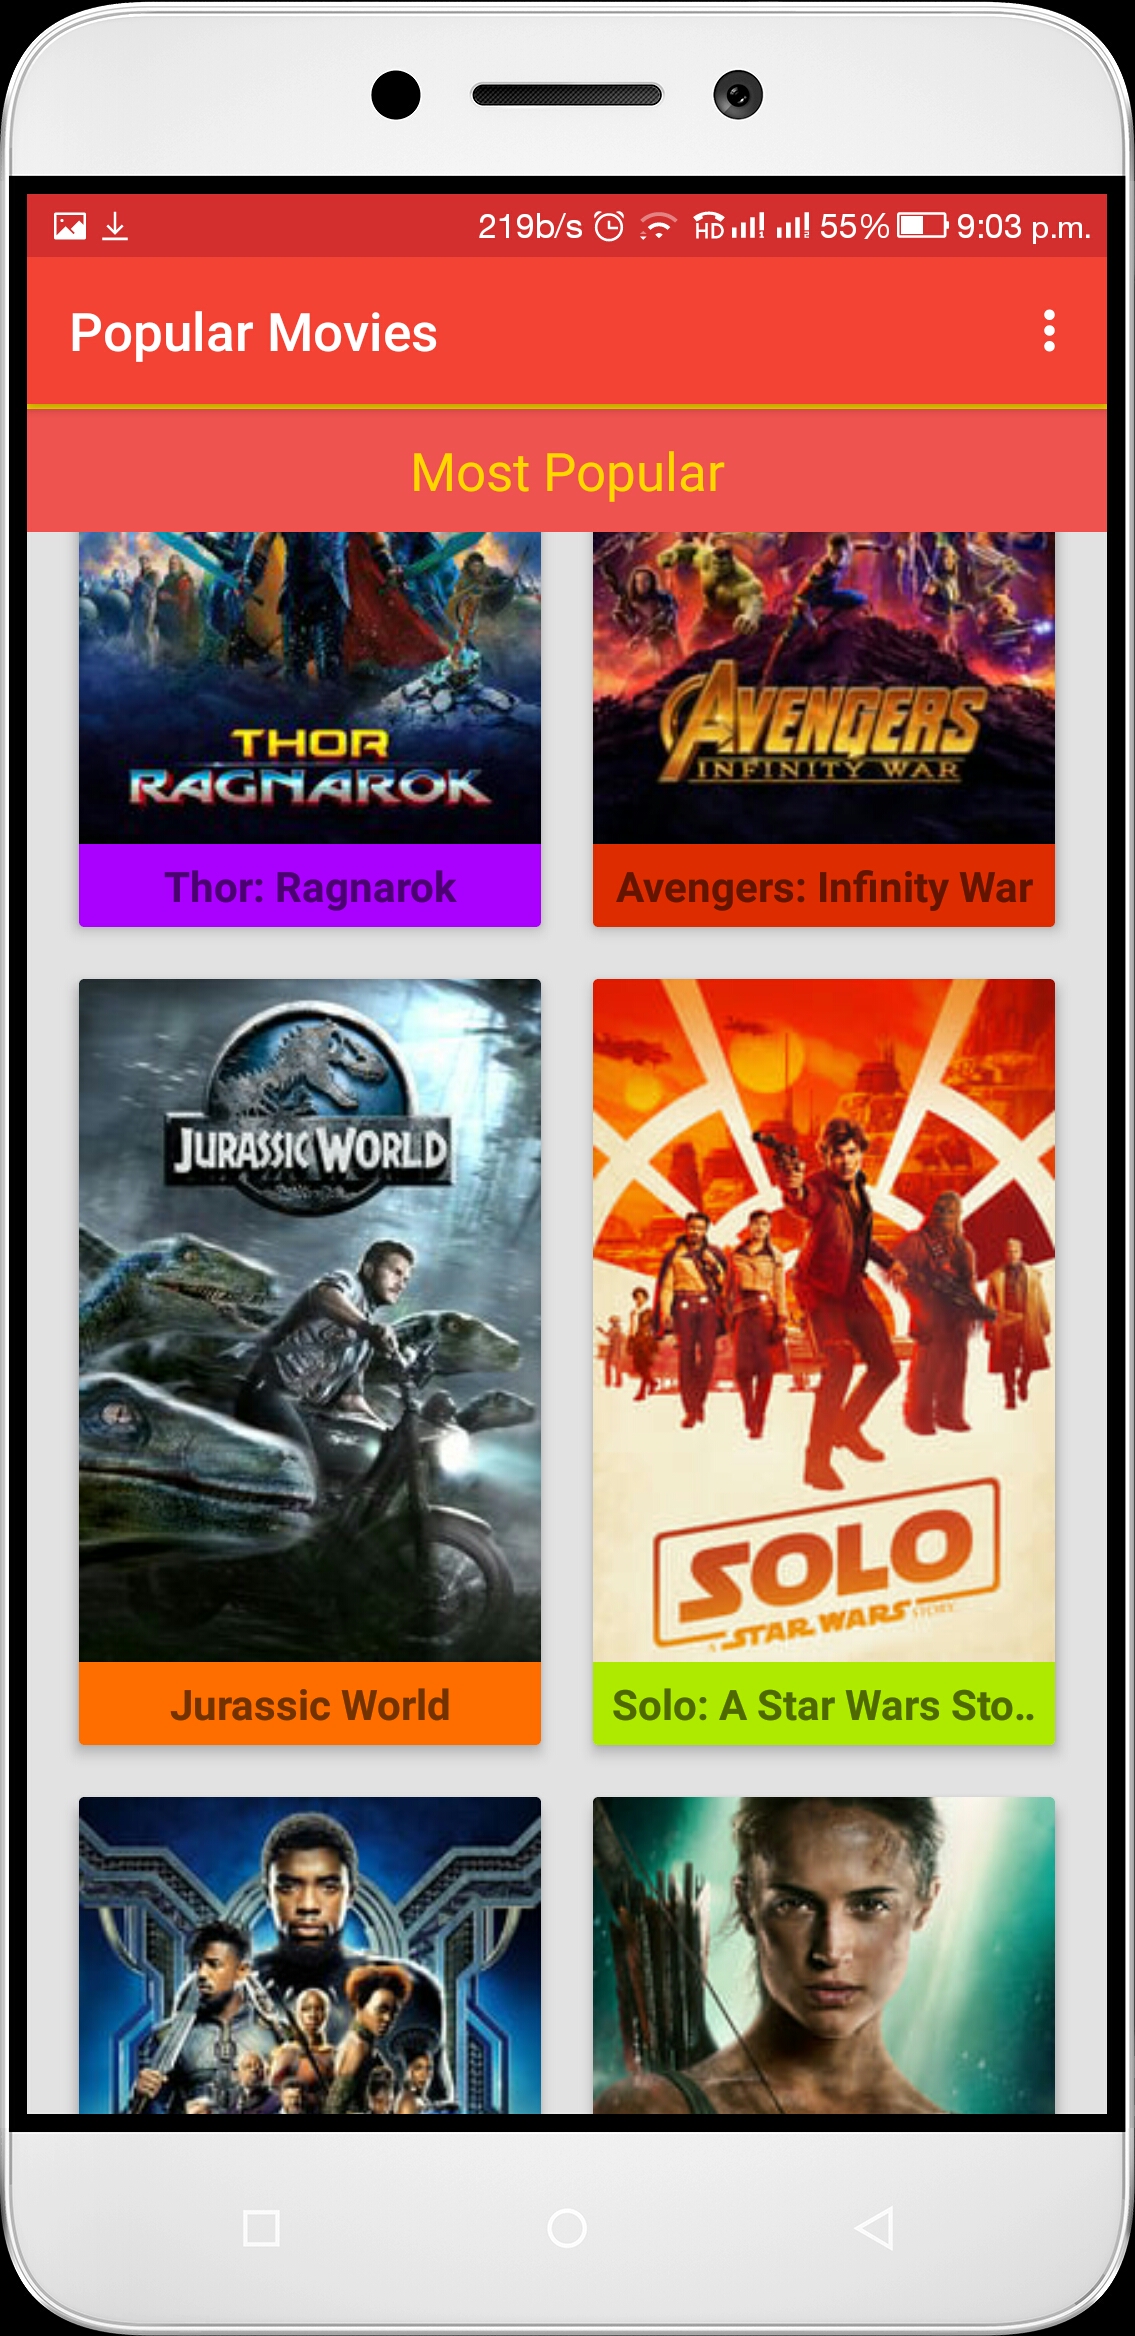 219b/s HD 55% 9:03 p.m.
Popular Movies
Most Popular
THOR
RAGNAROK
AVENGERS
INFINITY WAR
Thor: Ragnarok
Avengers: Infinity War
JURASSIC WORLD
SOLO
A STAR WARS STORY
Jurassic World
Solo: A Star Wars Sto..